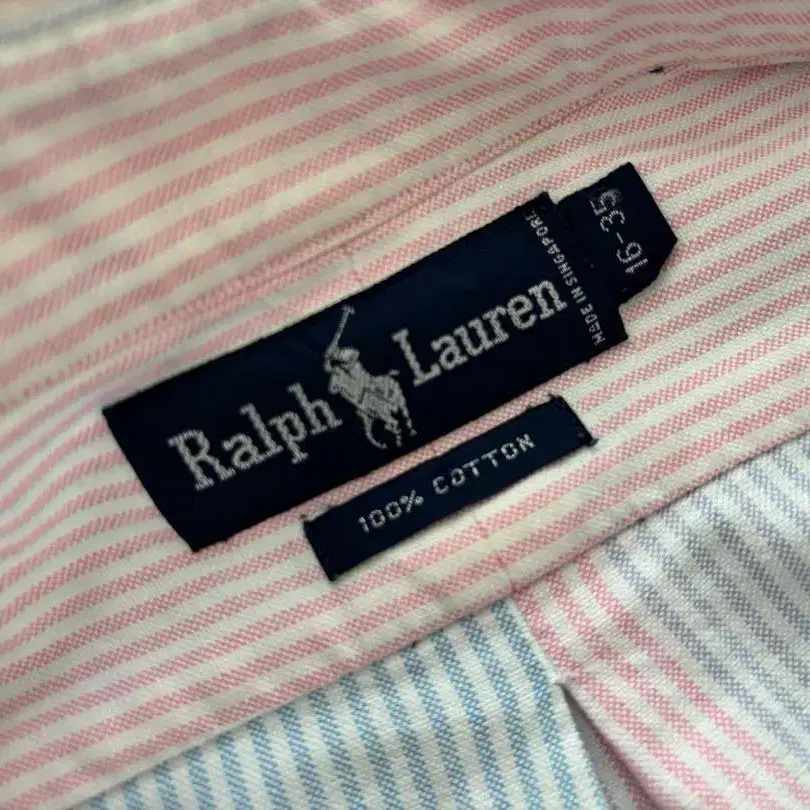 Ralph Lauren
MADE IN SINGAPORE
16-35
100% COTTON